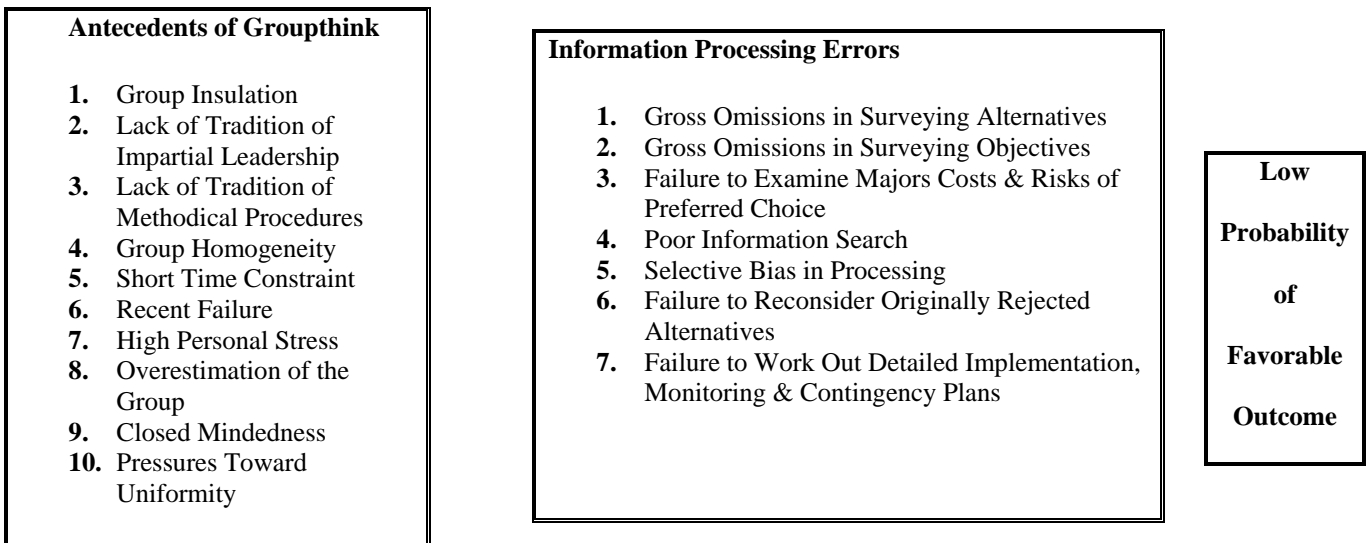 Antecedents of Groupthink
1. Group Insulation
2. Lack of Tradition of
Impartial Leadership
3. Lack of Tradition of
Methodical Procedures
4. Group Homogeneity
5. Short Time Constraint
6. Recent Failure
7. High Personal Stress
8. Overestimation of the
Group
9. Closed Mindedness
10. Pressures Toward
Uniformity
Information Processing Errors
1. Gross Omissions in Surveying Alternatives
2. Gross Omissions in Surveying Objectives
3. Failure to Examine Majors Costs & Risks of
Preferred Choice
4. Poor Information Search
5. Selective Bias in Processing
6. Failure to Reconsider Originally Rejected
Alternatives
7. Failure to Work Out Detailed Implementation,
Monitoring & Contingency Plans
Low
Probability
of
Favorable
Outcome